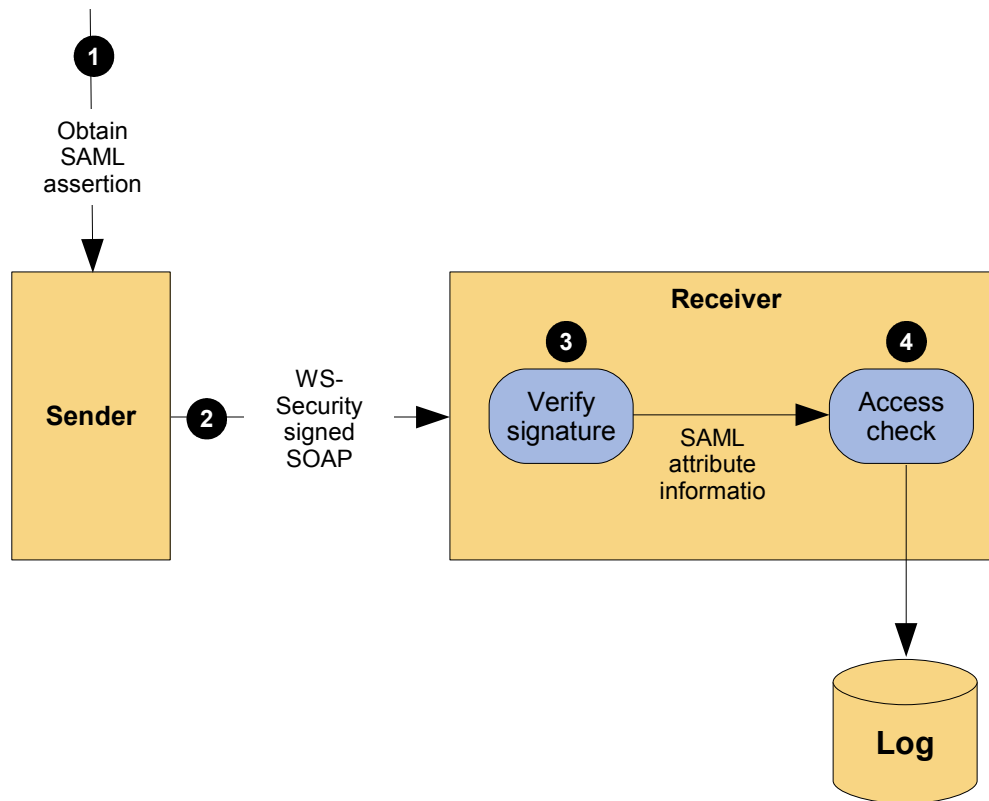 1
Obtain
SAML
assertion
Sender
2
WS-
Security
signed
SOAP
Receiver
3
Verify
signature
SAML
attribute
informatio
4
Access
check
Log